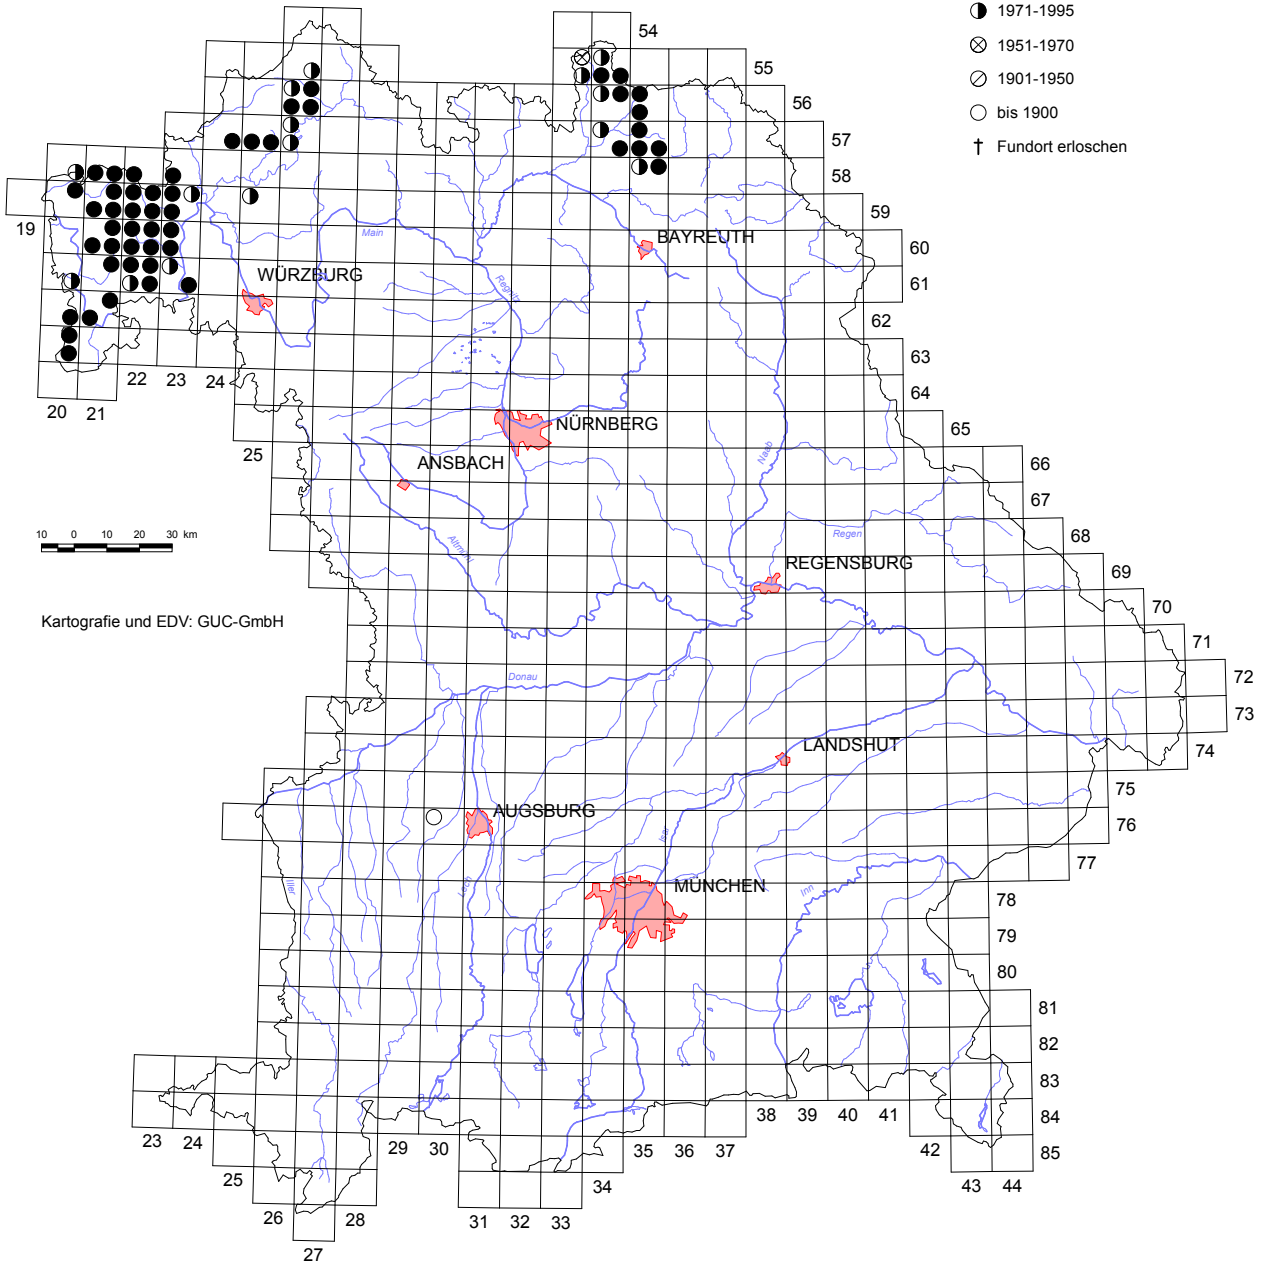 1971-1995
54
1951-1970
55
1901-1950
56
bis 1900
57
† Fundort erloschen
58
59
19
Main
BAYREUTH
60
WÜRZBURG
61
Regnitz
62
63
22 23 24
64
20 21
NÜRNBERG
65
25
ANSBACH
Naab
66
67
10 0 10 20 30 km
Altmühl
Regen
68
REGENSBURG
69
Kartografie und EDV: GUC-GmbH
70
71
Donau
72
73
LANDSHUT
74
75
AUGSBURG
76
Isar
77
Iller
Lech
MÜNCHEN
Inn
78
79
80
81
82
83
38 39 40 41
84
23 24
29 30
35 36 37
42
85
25
34
43 44
26 28
31 32 33
27